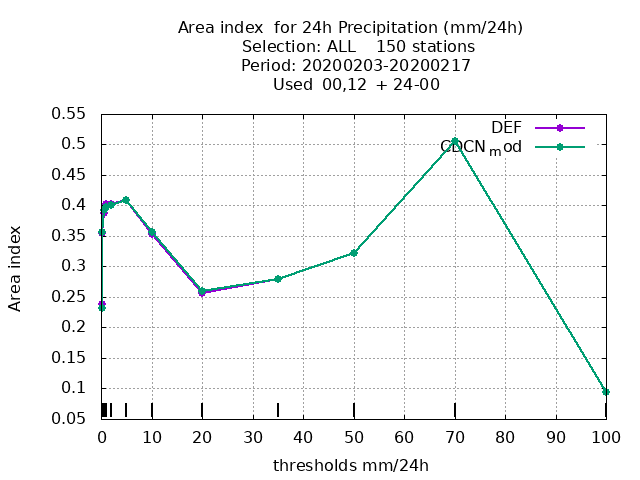 Area index  for 24h Precipitation (mm/24h)
Selection: ALL    150 stations
Period: 20200203-20200217
Used  00,12  + 24-00
DEF
CDCN_mod
0.55
0.5
0.45
0.4
0.35
0.3
0.25
0.2
0.15
0.1
0.05
Area index
0 10 20 30 40 50 60 70 80 90 100
thresholds mm/24h